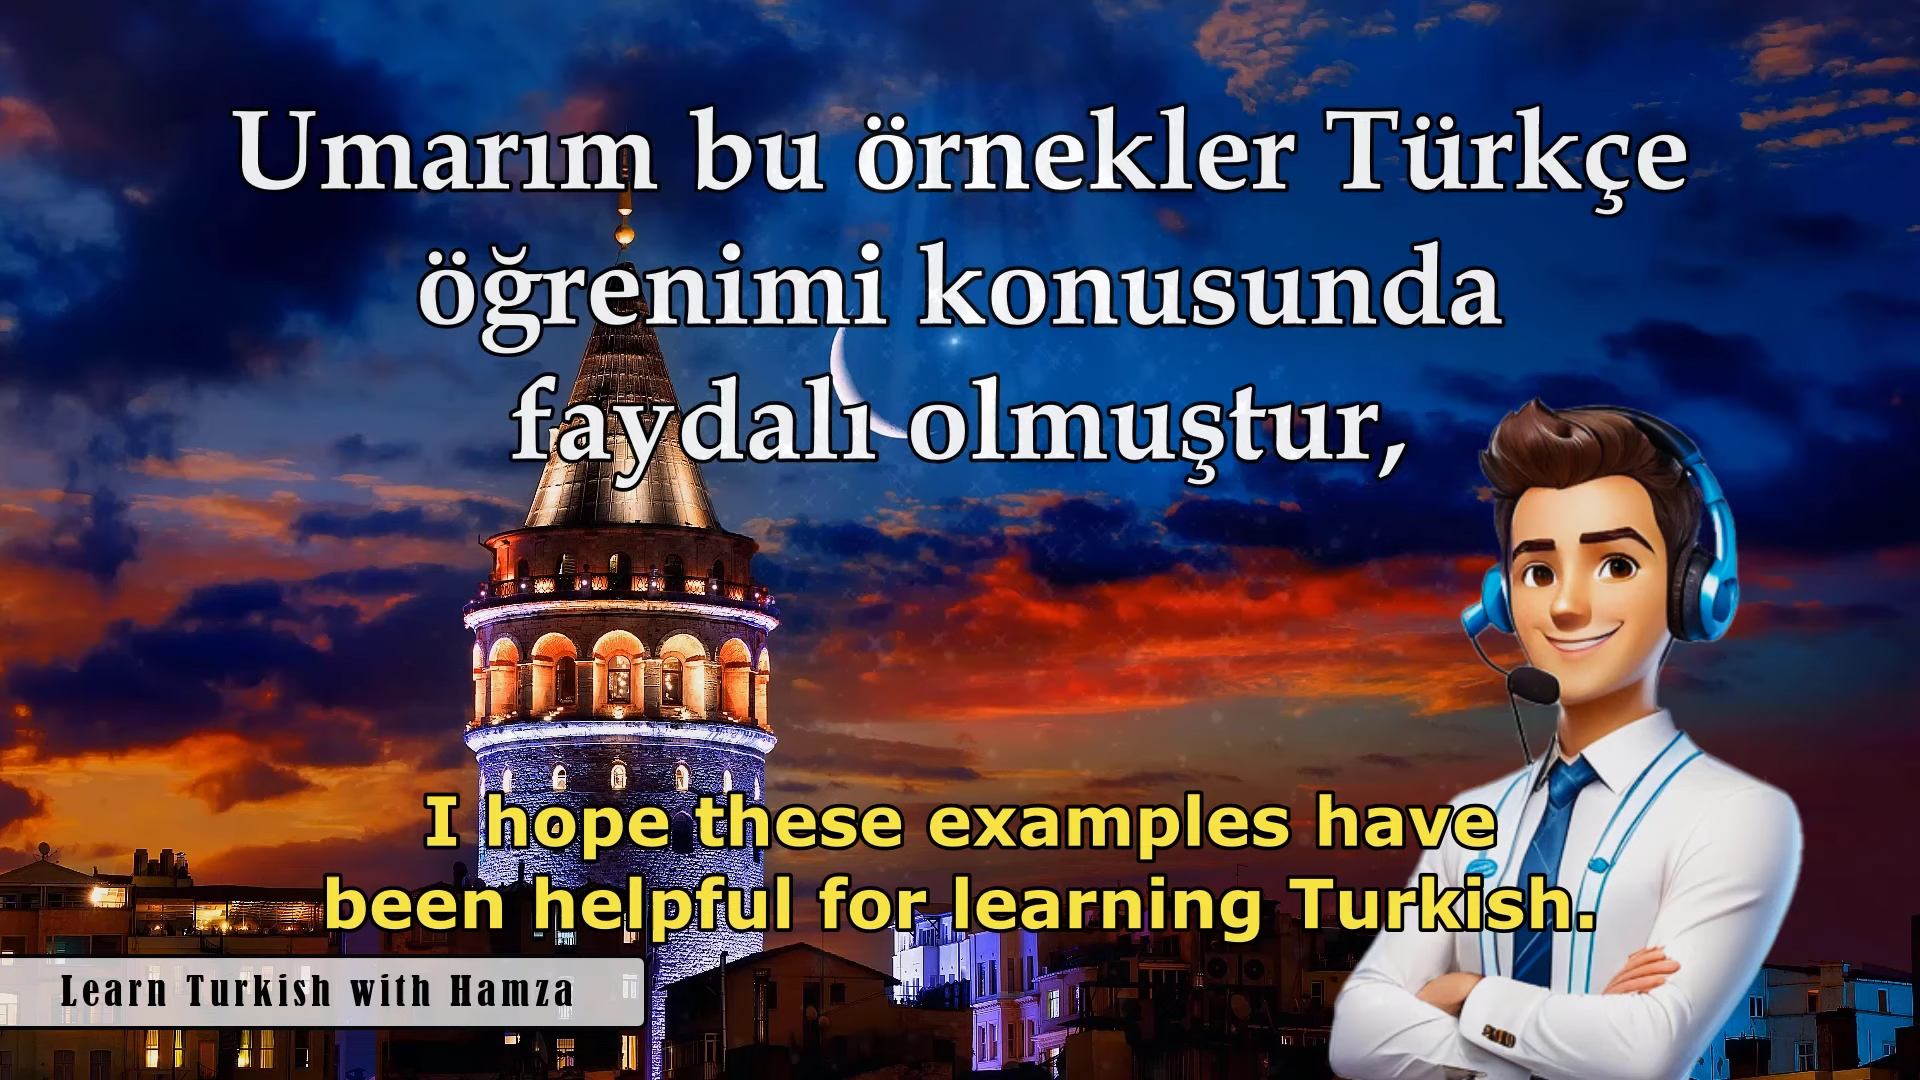 Umarım bu örnekler Türkçe
öğrenimi konusunda
faydalı olmuştur,
I hope these examples have
been helpful for learning Turkish.
Learn Turkish with Hamza